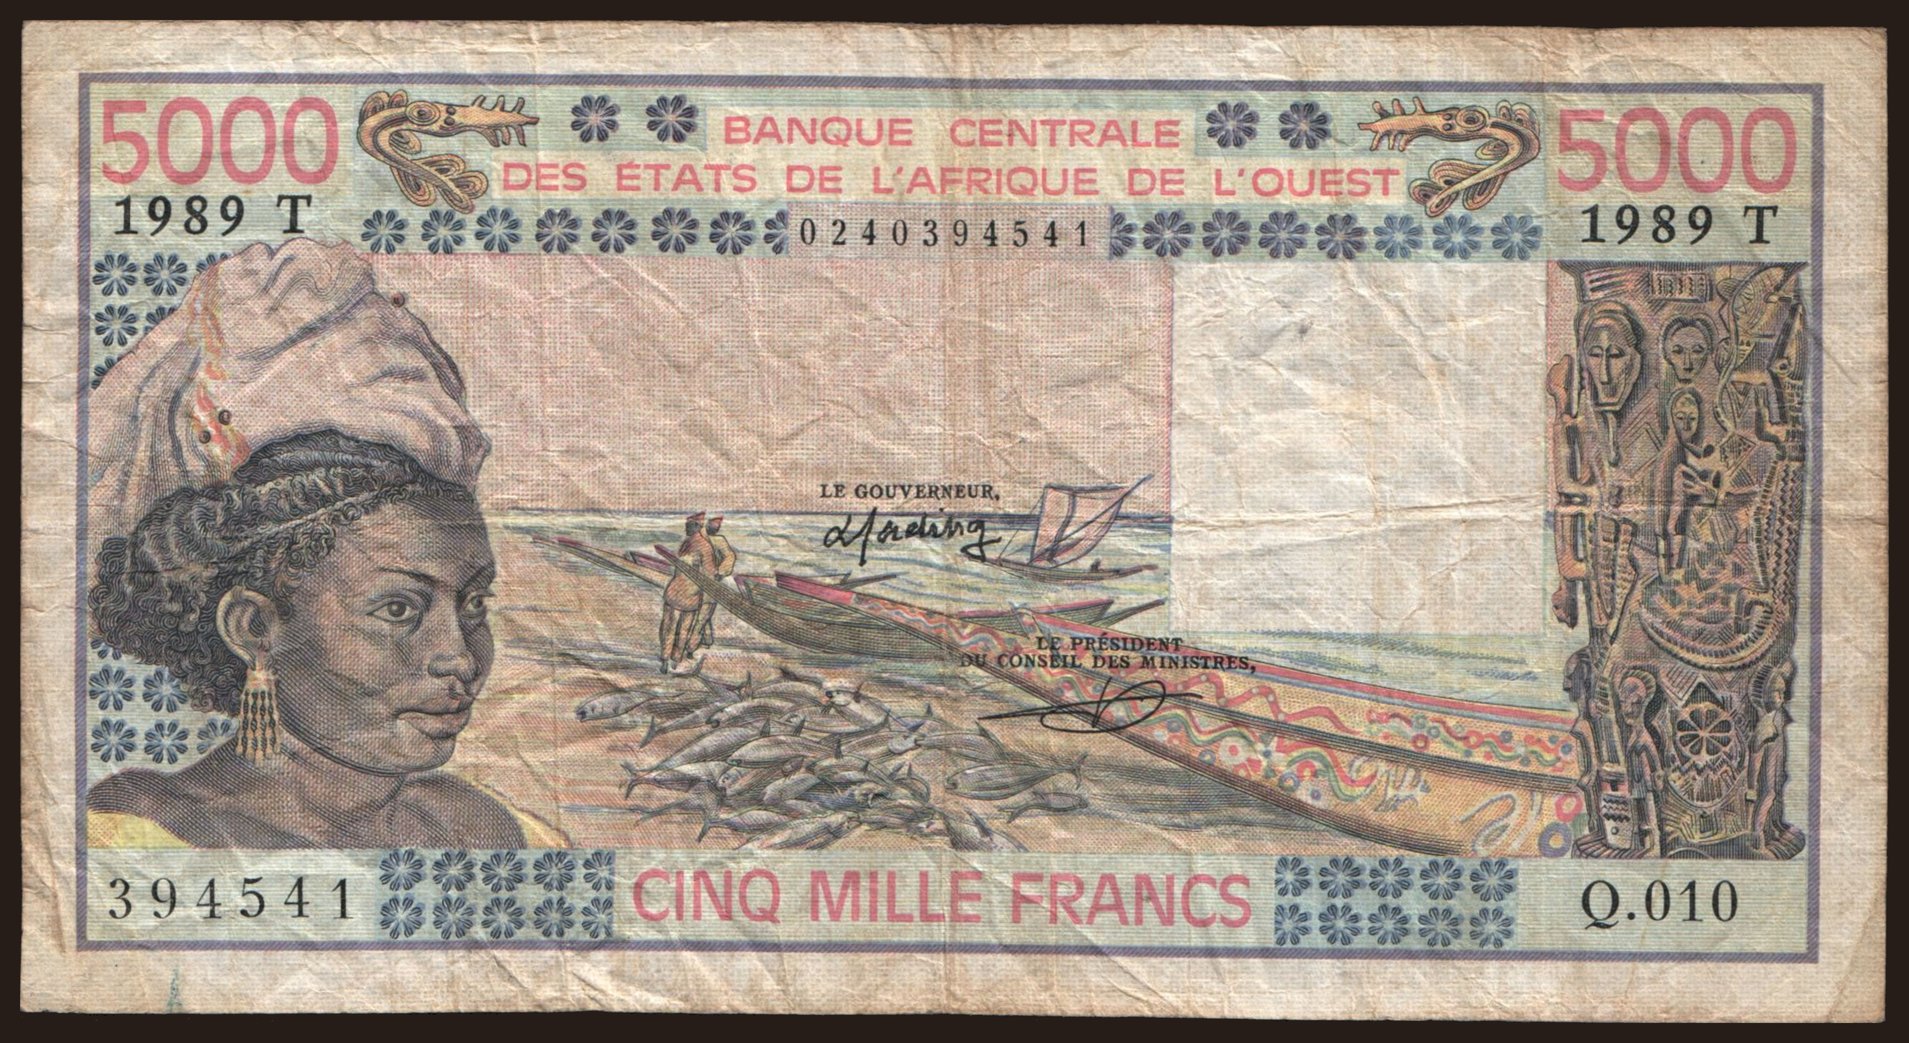 5000
BANQUE CENTRALE
5000
DES ÉTATS DE L'AFRIQUE DE L'OUEST
1989 T
0240394541
1989 T
LE GOUVERNEUR,
LE PRÉSIDENT
DU CONSEIL DES MINISTRES,
394541
CINQ MILLE FRANCS
Q.010